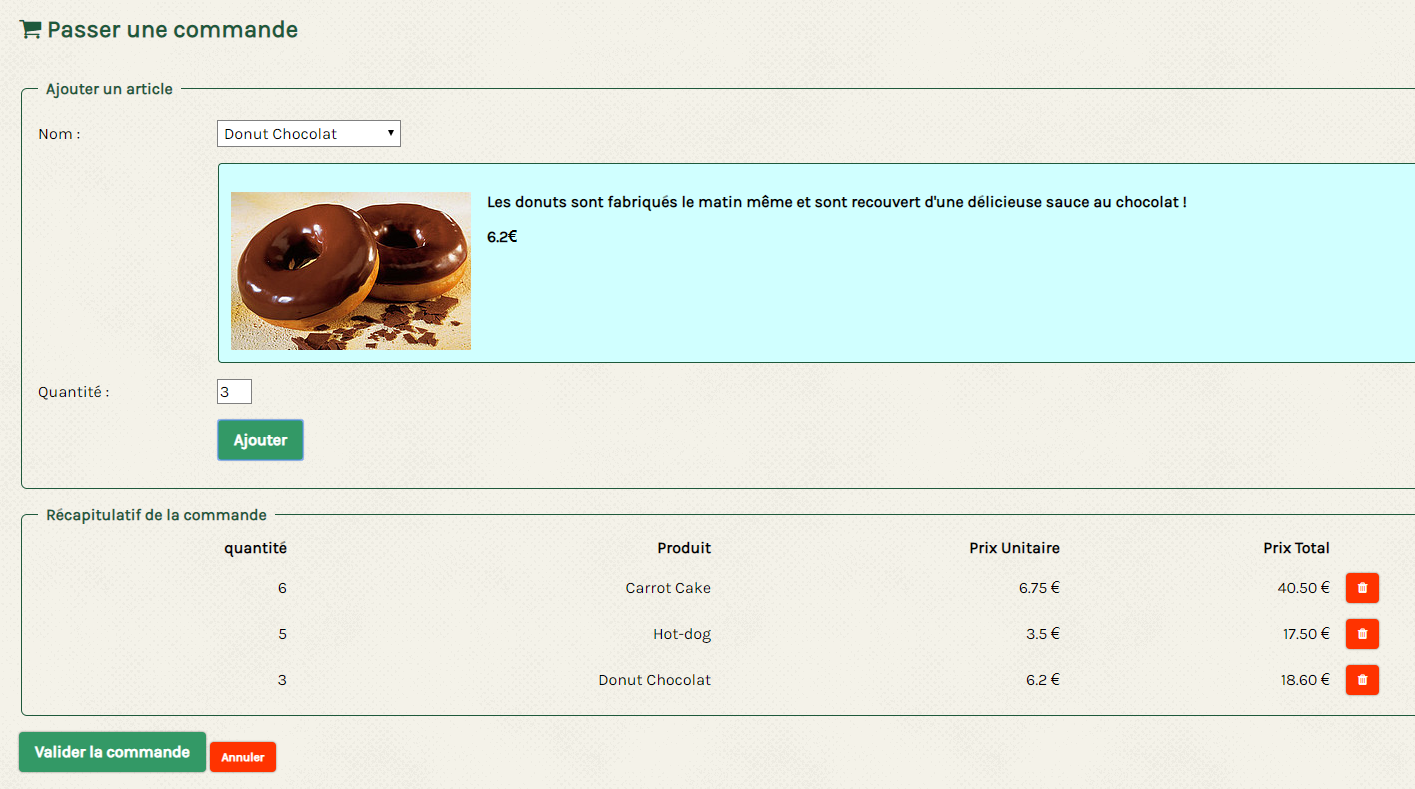 Passer une commande
Ajouter un article
Nom :
Donut Chocolat
Les donuts sont fabriqués le matin même et sont recouvert d'une délicieuse sauce au chocolat !
6.2€
Quantité :
3
Ajouter
Récapitulatif de la commande
quantité Produit Prix Unitaire Prix Total
6 Carrot Cake 6.75 € 40.50 €
5 Hot-dog 3.5 € 17.50 €
3 Donut Chocolat 6.2 € 18.60 €
Valider la commande Annuler